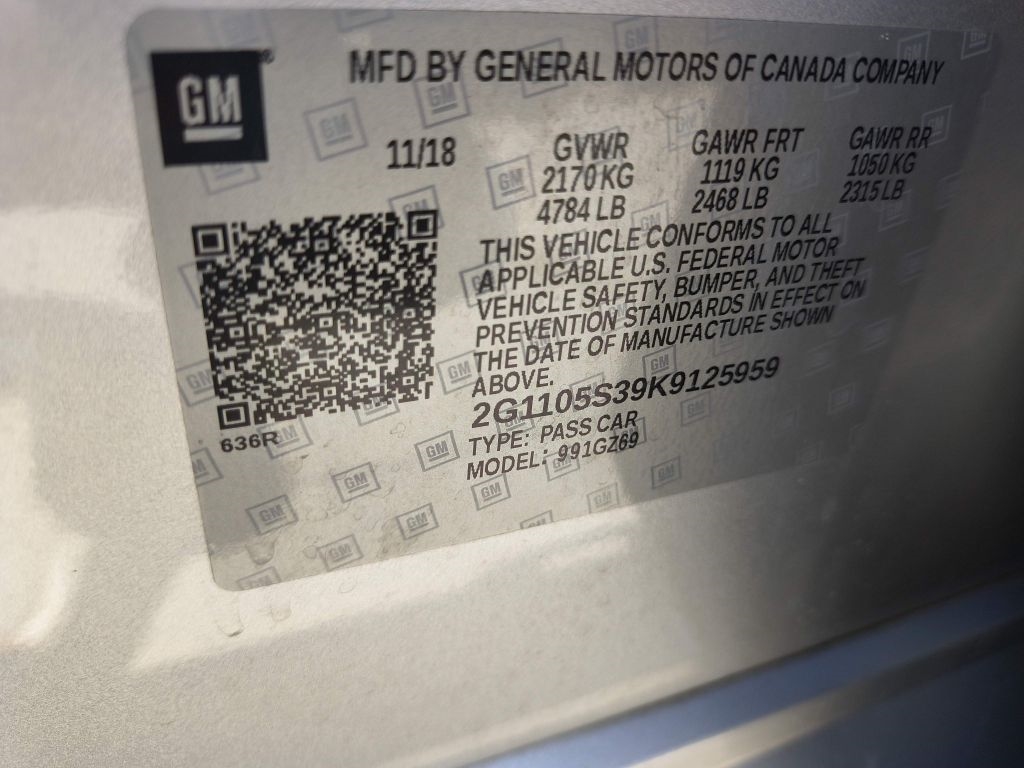 GM
MFD BY GENERAL MOTORS OF CANADA COMPANY
11/18
GVWR
2170 KG
4784 LB
GAWR FRT
1119 KG
2468 LB
GAWR RR
1050 KG
2315 LB
THIS VEHICLE CONFORMS TO ALL
APPLICABLE U.S. FEDERAL MOTOR
VEHICLE SAFETY, BUMPER, AND THEFT
PREVENTION STANDARDS IN EFFECT ON
THE DATE OF MANUFACTURE SHOWN
ABOVE.
2G1105S39K9125959
TYPE: PASS CAR
MODEL: 991GZ69
636R